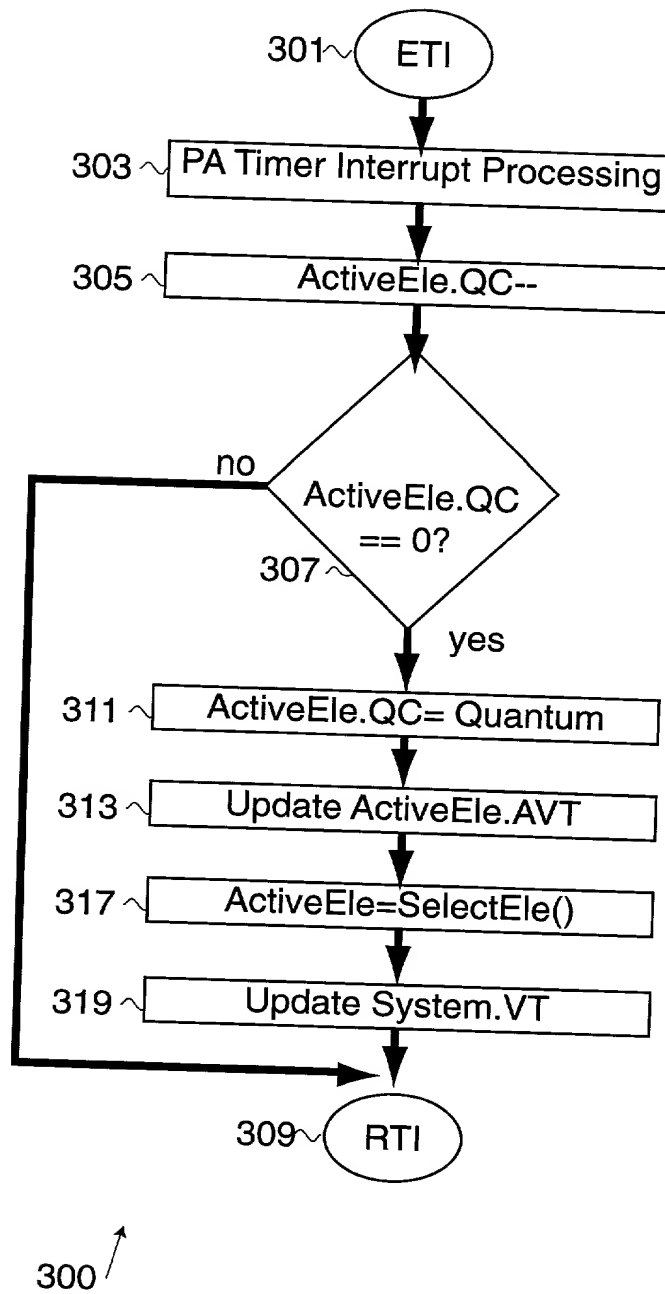 301 ETI
303 PA Timer Interrupt Processing
305 ActiveEle.QC--
no
ActiveEle.QC
== 0?
307
yes
311 ActiveEle.QC= Quantum
313 Update ActiveEle.AVT
317 ActiveEle=SelectEle()
319 Update System.VT
309 RTI
300